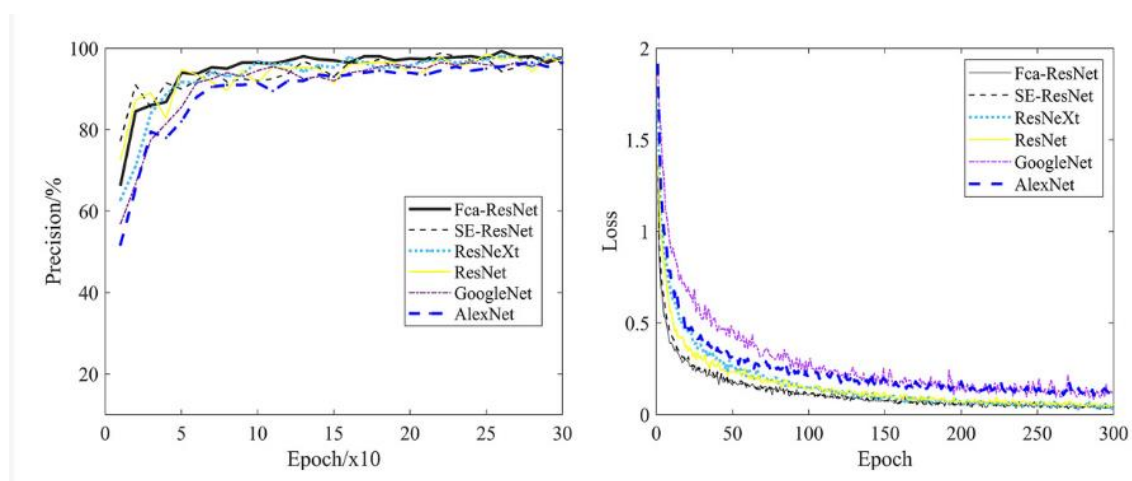 100
80
60
40
20
0
5
10
15
20
25
30
Precision/%
Epoch/x10
Fca-ResNet
SE-ResNet
ResNeXt
ResNet
GoogleNet
AlexNet
2
1.5
1
0.5
0
0
50
100
150
200
250
300
Loss
Epoch
Fca-ResNet
SE-ResNet
ResNeXt
ResNet
GoogleNet
AlexNet